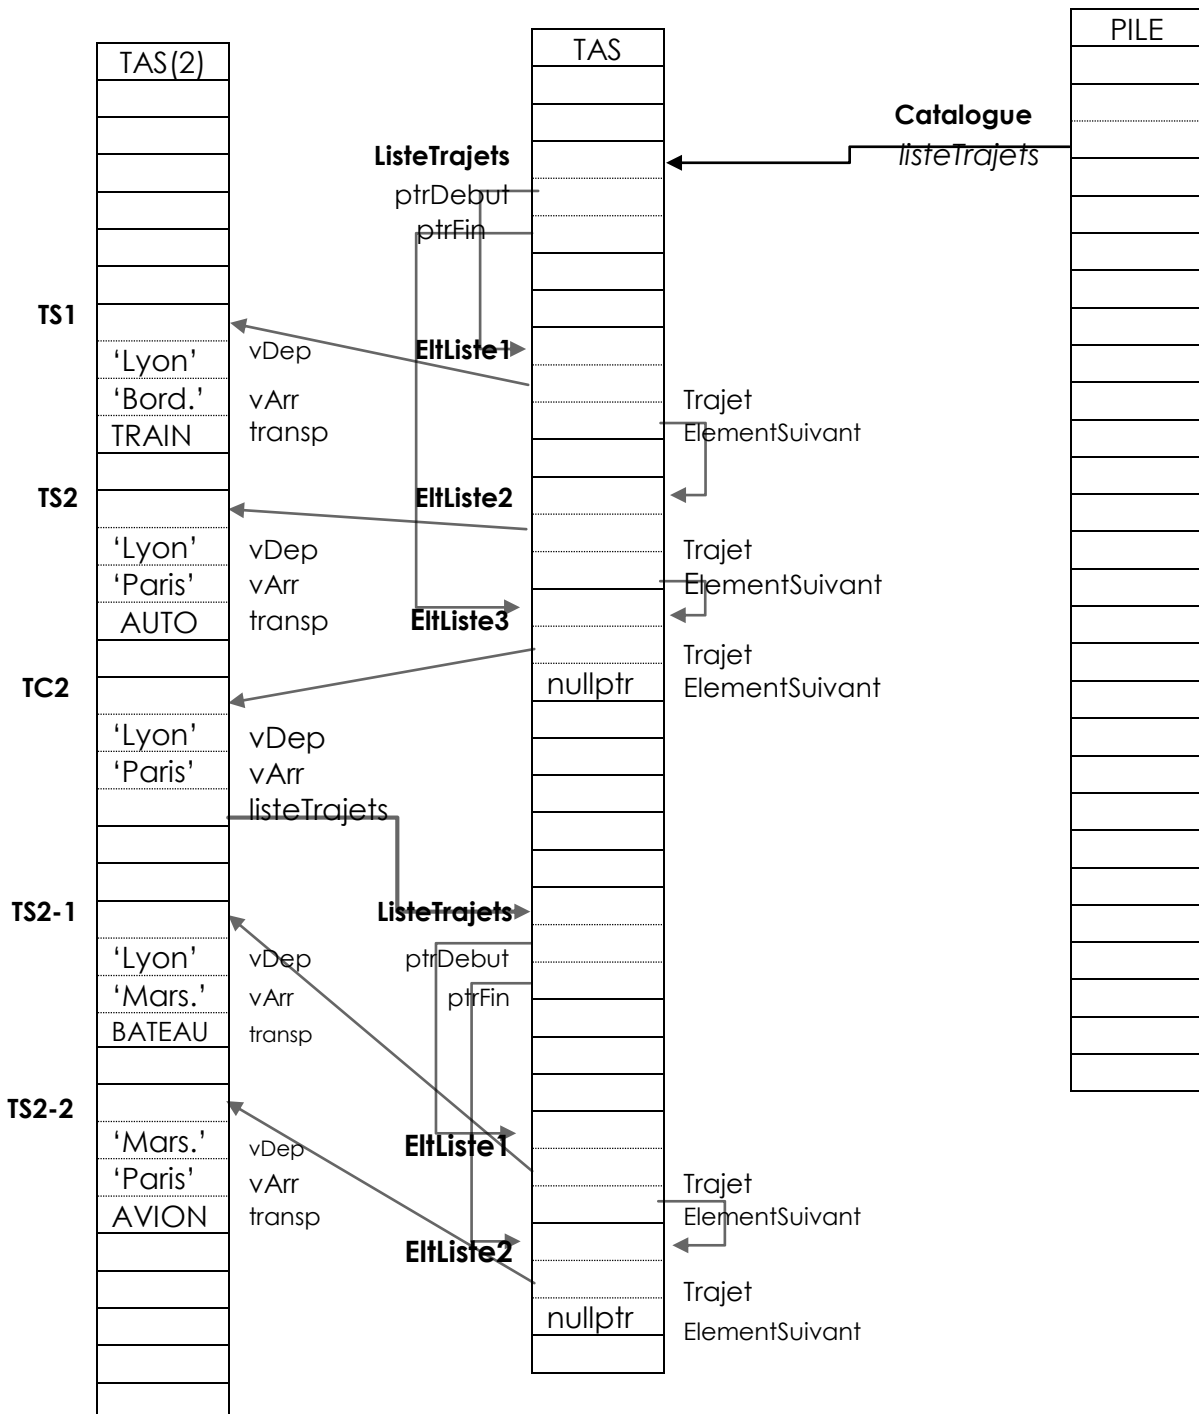 PILE
TAS
TAS(2)
Catalogue
listeTrajets
ListeTrajets
ptrDebut
ptrFin
TS1
‘Lyon’ vDep
EltListe1
‘Bord.’ vArr
Trajet
TRAIN transp
ElementSuivant
TS2
EltListe2
‘Lyon’ vDep
Trajet
‘Paris’ vArr
ElementSuivant
AUTO transp
EltListe3
Trajet
TC2
nullptr
ElementSuivant
‘Lyon’ vDep
‘Paris’ vArr
listeTrajets
TS2-1
ListeTrajets
‘Lyon’ vDep
ptrDebut
‘Mars.’ vArr
ptrFin
BATEAU transp
TS2-2
‘Mars.’ vDep
EltListe1
‘Paris’ vArr
Trajet
AVION transp
ElementSuivant
EltListe2
Trajet
nullptr
ElementSuivant